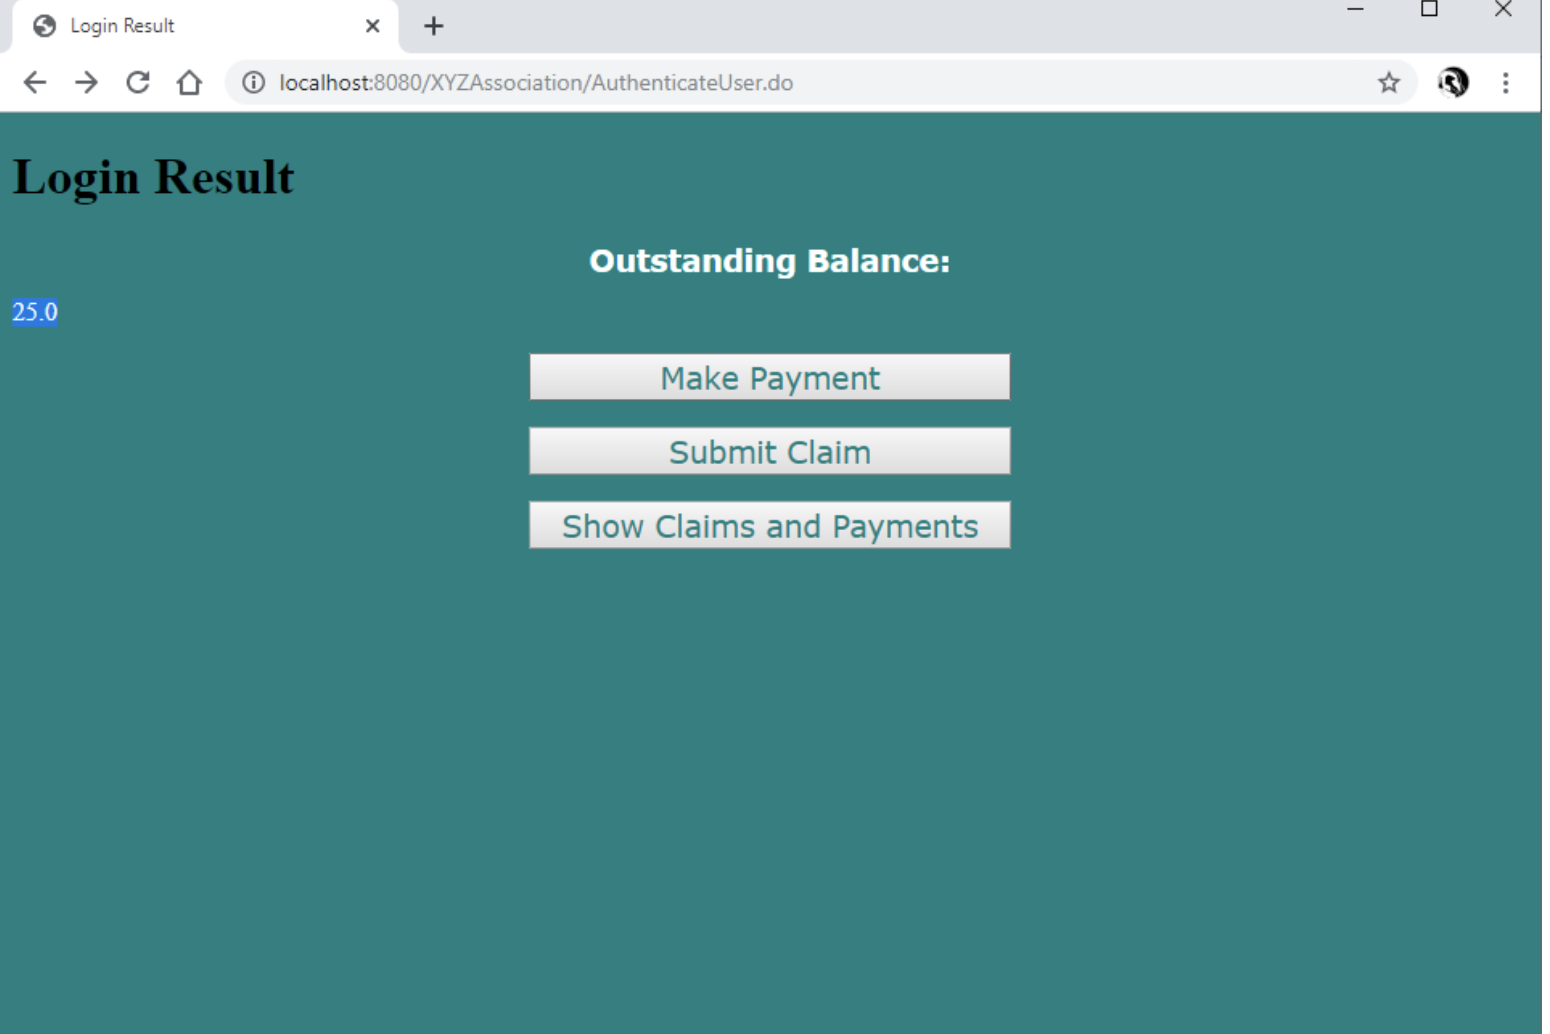 Login Result
localhost:8080/XYZAssociation/AuthenticateUser.do
Login Result
Outstanding Balance:
25.0
Make Payment
Submit Claim
Show Claims and Payments